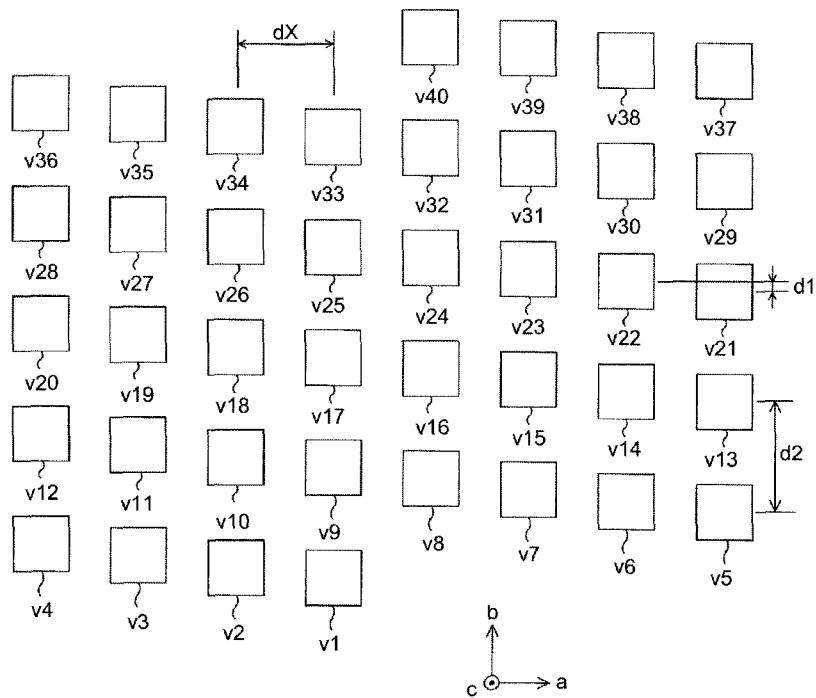 dX
v40 v39 v38 v37
v36 v35 v34 v33
v32 v31 v30 v29
v28 v27 v26 v25
v24 v23 v22 v21
d1
v20 v19 v18 v17
v16 v15 v14 v13
d2
v12 v11 v10 v9
v8 v7 v6 v5
v4 v3 v2 v1
b
c a